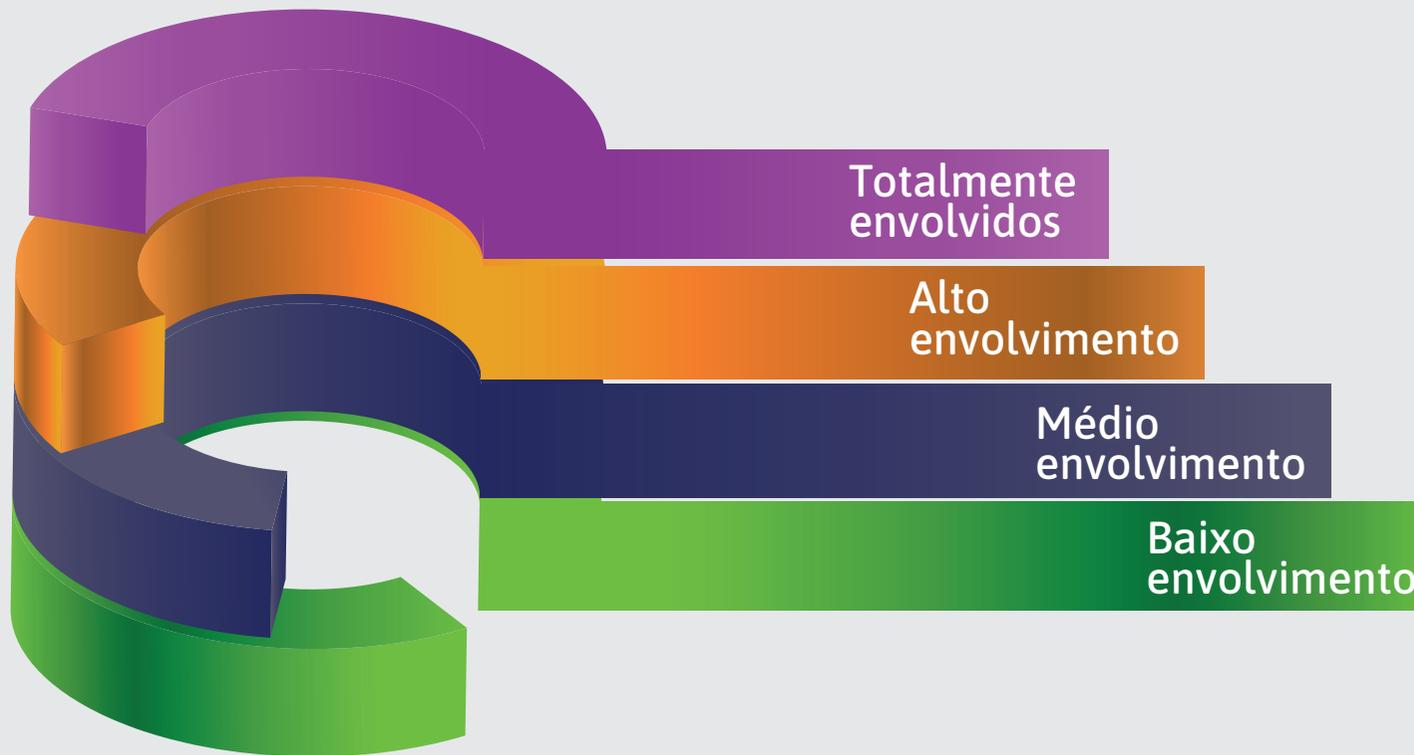 Totalmente
envolvidos
Alto
envolvimento
Médio
envolvimento
Baixo
envolvimento